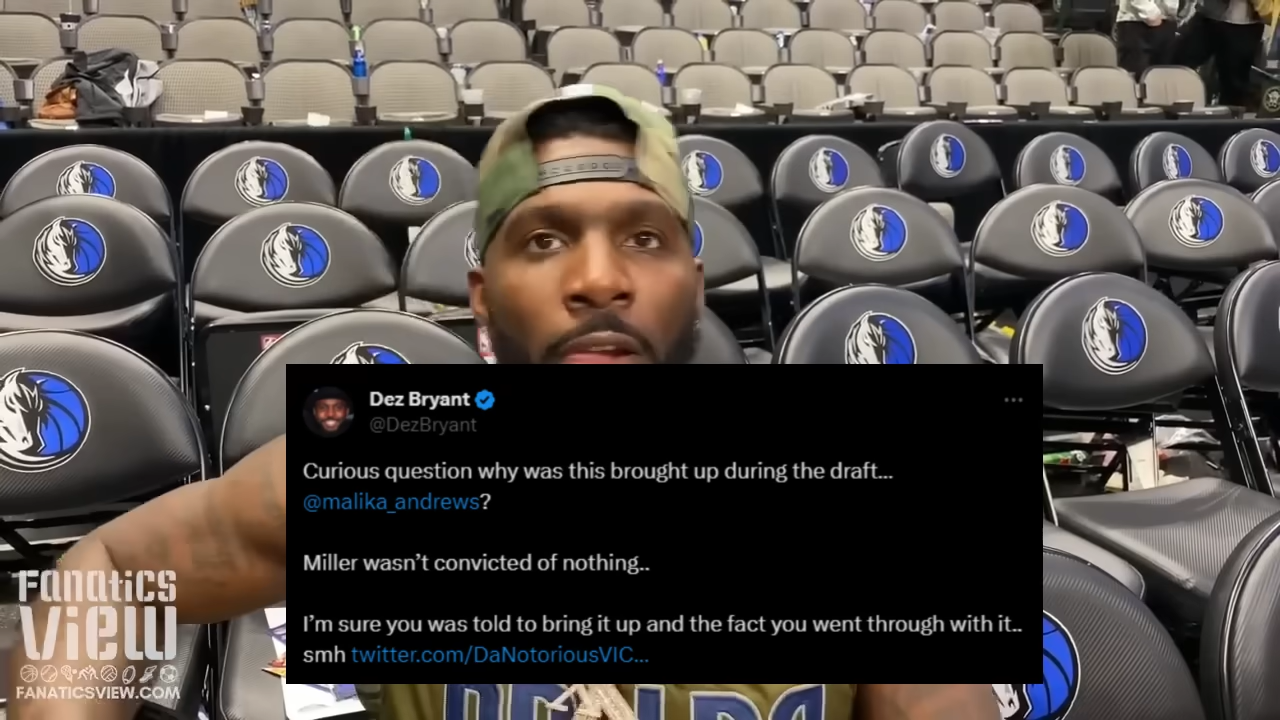 Dez Bryant
@DezBryant
Curious question why was this brought up during the draft...
@malika_andrews?
Miller wasn't convicted of nothing..
I'm sure you was told to bring it up and the fact you went through with it..
smh twitter.com/DaNotoriousVIC...
FANATICS
VIEW
FANATICSVIEW.COM